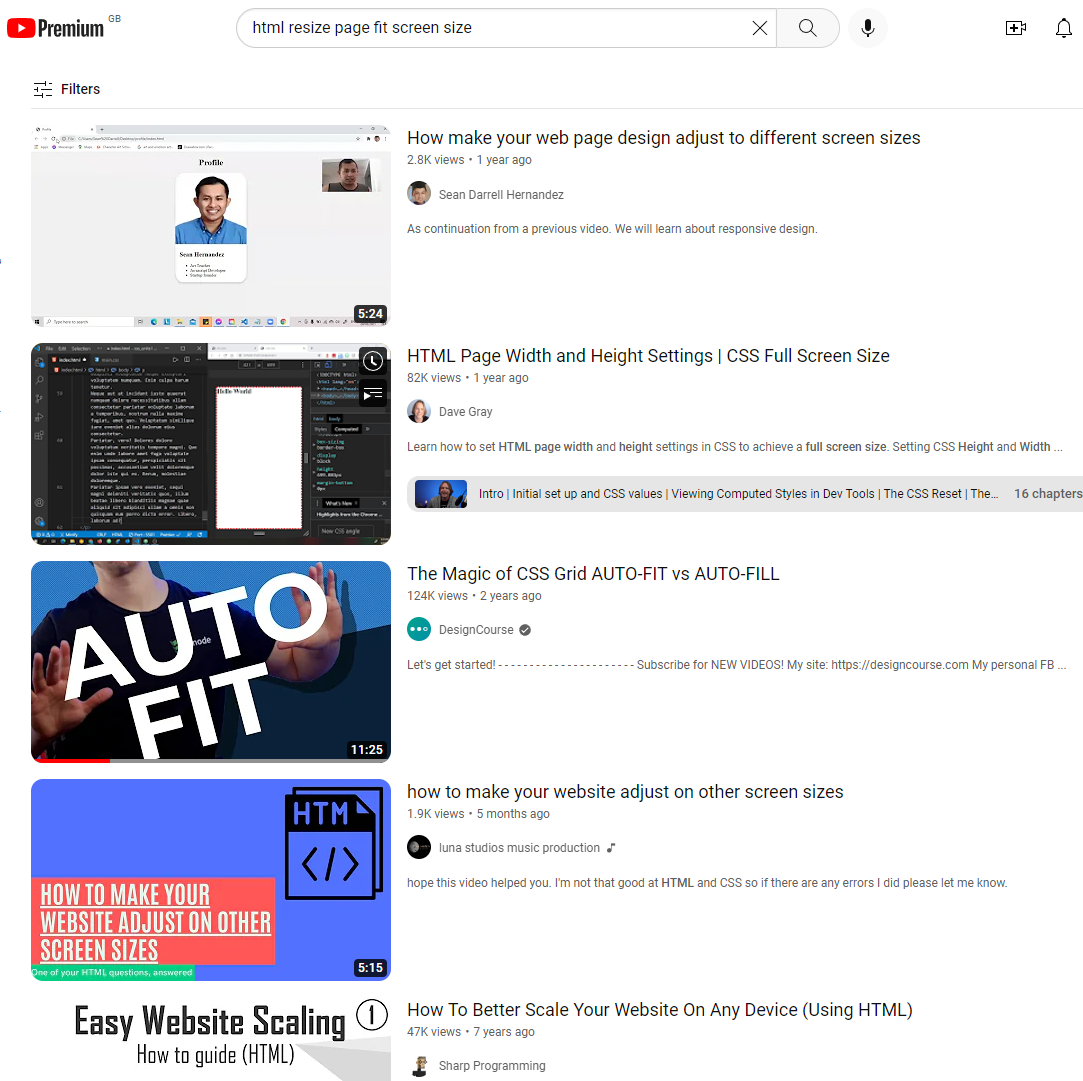 Premium GB
html resize page fit screen size
Filters
Profile
Sean Hernandez
Art Teacher
Javascript Developer
Startup Founder
Type here to search
5:24
How make your web page design adjust to different screen sizes
2.8K views • 1 year ago
Sean Darrell Hernandez
As continuation from a previous video. We will learn about responsive design.
Hello World
HTML Page Width and Height Settings | CSS Full Screen Size
82K views • 1 year ago
Dave Gray
Learn how to set HTML page width and height settings in CSS to achieve a full screen size. Setting CSS Height and Width ...
Intro | Initial set up and CSS values | Viewing Computed Styles in Dev Tools | The CSS Reset | The...
16 chapters
AUTO
FIT
11:25
The Magic of CSS Grid AUTO-FIT vs AUTO-FILL
124K views • 2 years ago
DesignCourse
Let's get started! - - - - - - - - - - - - - - - - - - - - - - Subscribe for NEW VIDEOS! My site: https://designcourse.com My personal FB ...
HTM
</>
HOW TO MAKE YOUR
WEBSITE ADJUST ON OTHER
SCREEN SIZES
One of your HTML questions, answered
5:15
how to make your website adjust on other screen sizes
1.9K views • 5 months ago
luna studios music production
hope this video helped you. I'm not that good at HTML and CSS so if there are any errors I did please let me know.
Easy Website Scaling 1
How to guide (HTML)
How To Better Scale Your Website On Any Device (Using HTML)
47K views • 7 years ago
Sharp Programming